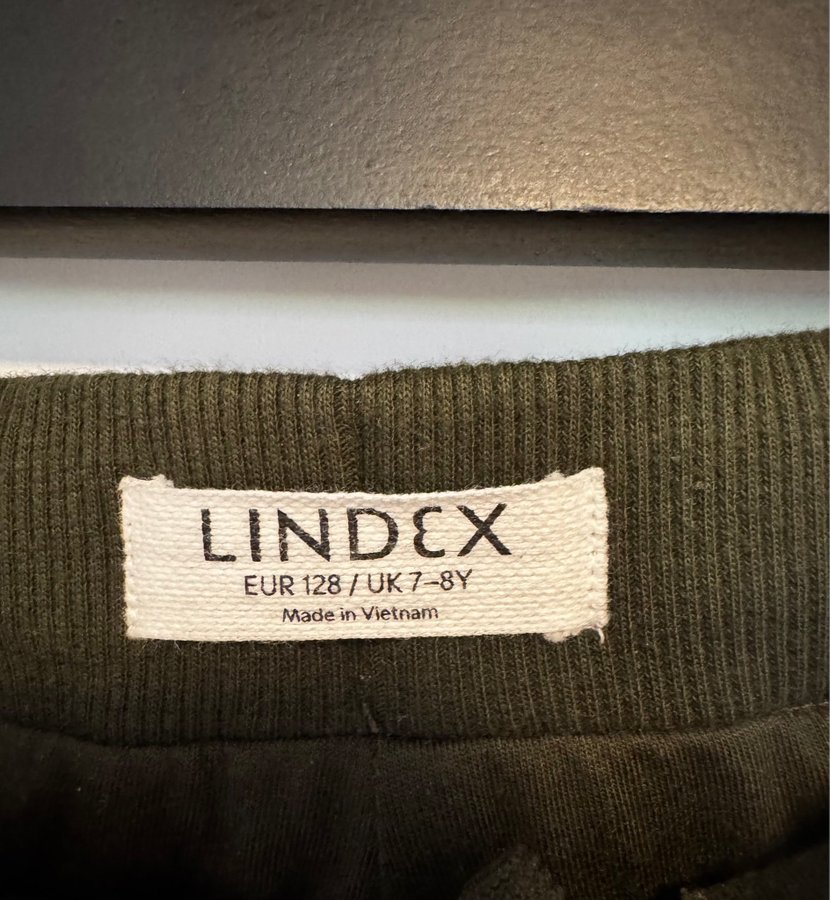 LINDEX
EUR 128 / UK 7–8Y
Made in Vietnam